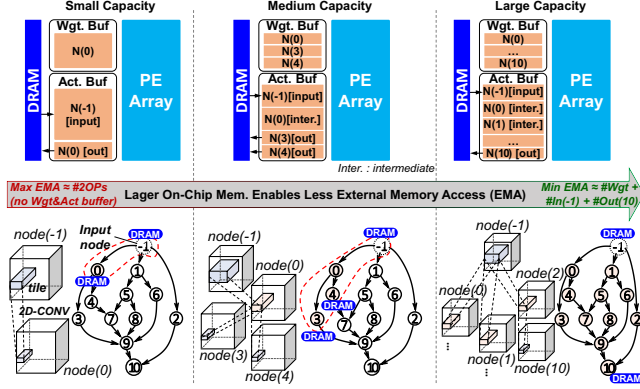 Small Capacity
Medium Capacity
Large Capacity
DRAM
Wgt. Buf
N(0)
Act. Buf
N(-1)
[input]
N(0) [out]
PE
Array
DRAM
Wgt. Buf
N(0)
N(3)
N(4)
Act. Buf
N(-1)[input]
N(0)[inter.]
N(3)[out]
N(4)[out]
PE
Array
DRAM
Wgt. Buf
N(0)
...
N(10)
Act. Buf
N(-1)[input]
N(0) [inter.]
N(1) [inter.]
...
N(10) [out]
PE
Array
Inter. : intermediate
Max EMA ≈ #2OPs
(no Wgt&Act buffer)
Lager On-Chip Mem. Enables Less External Memory Access (EMA)
Min EMA ≈ #Wgt +
#In(-1) + #Out(10)
node(-1)
tile
2D-CONV
node(0)
Input
node
DRAM
-1
0
1
DRAM
4
5
6
3
7
8
2
9
10
node(-1)
node(0)
node(3)
node(4)
DRAM
-1
0
1
4
5
6
DRAM
3
7
8
2
DRAM
9
10
node(-1)
node(2)
node(0)
node(1)
node(10)
⋮
⋮
DRAM
-1
0
1
4
5
6
3
7
8
2
9
10
DRAM